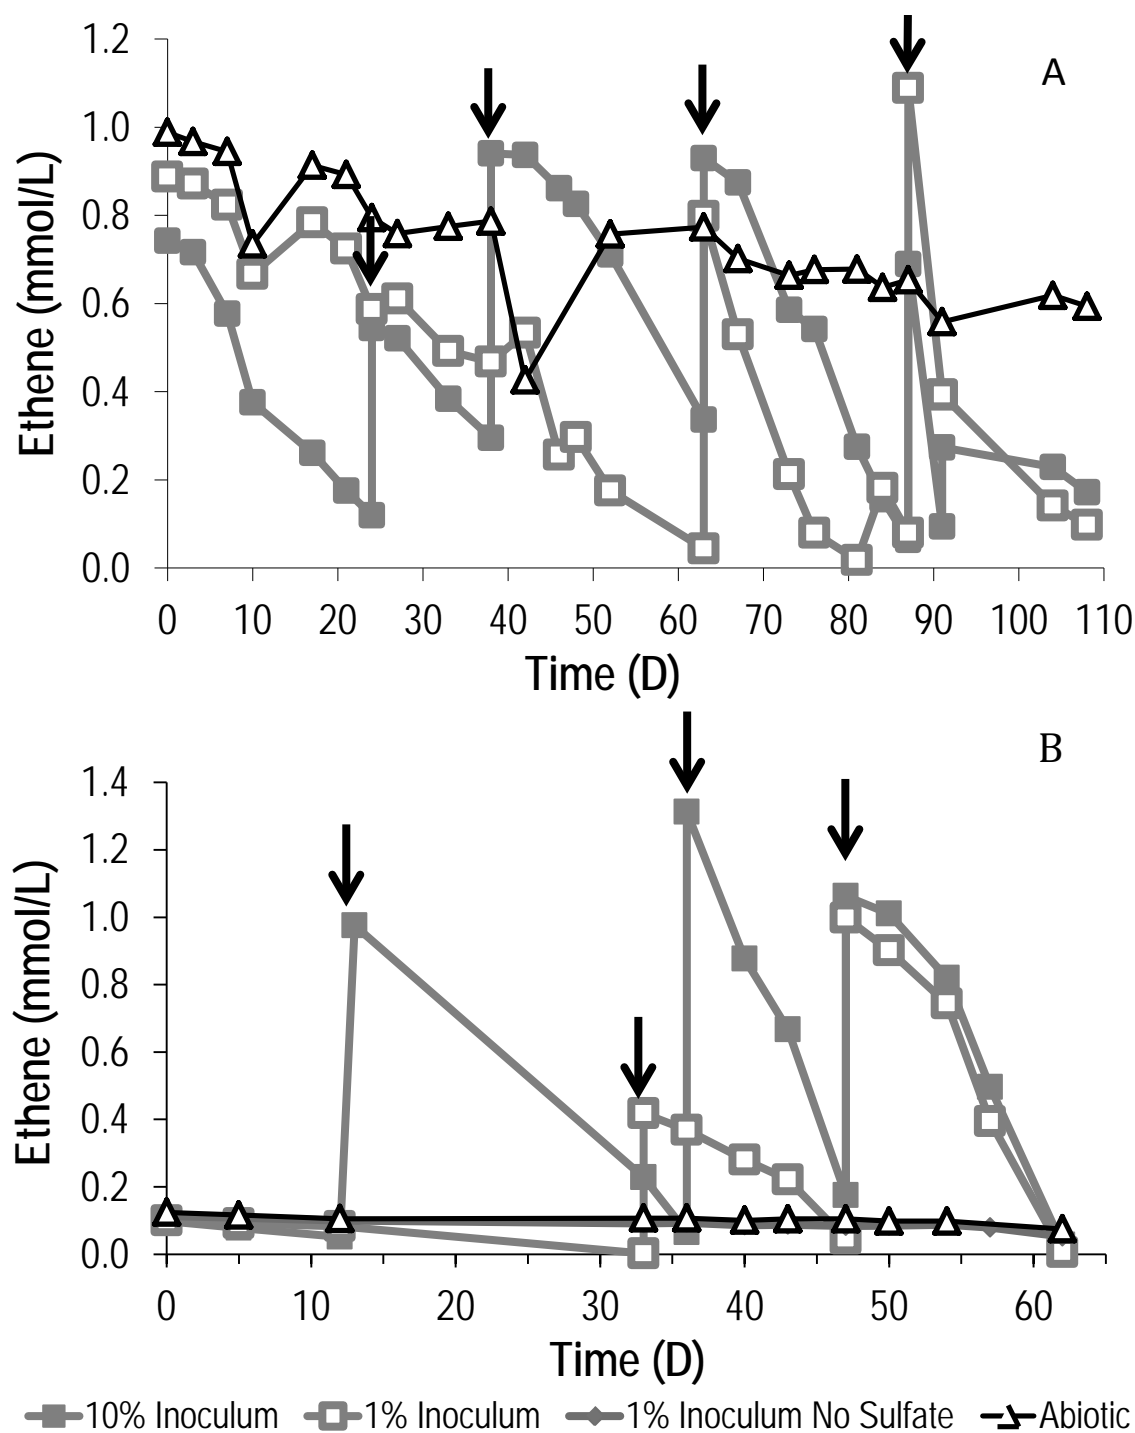 A
Ethene (mmol/L)
1.2
1.0
0.8
0.6
0.4
0.2
0.0
0 10 20 30 40 50 60 70 80 90 100 110
Time (D)
B
Ethene (mmol/L)
1.4
1.2
1.0
0.8
0.6
0.4
0.2
0.0
0 10 20 30 40 50 60
Time (D)
10% Inoculum 1% Inoculum 1% Inoculum No Sulfate Abiotic